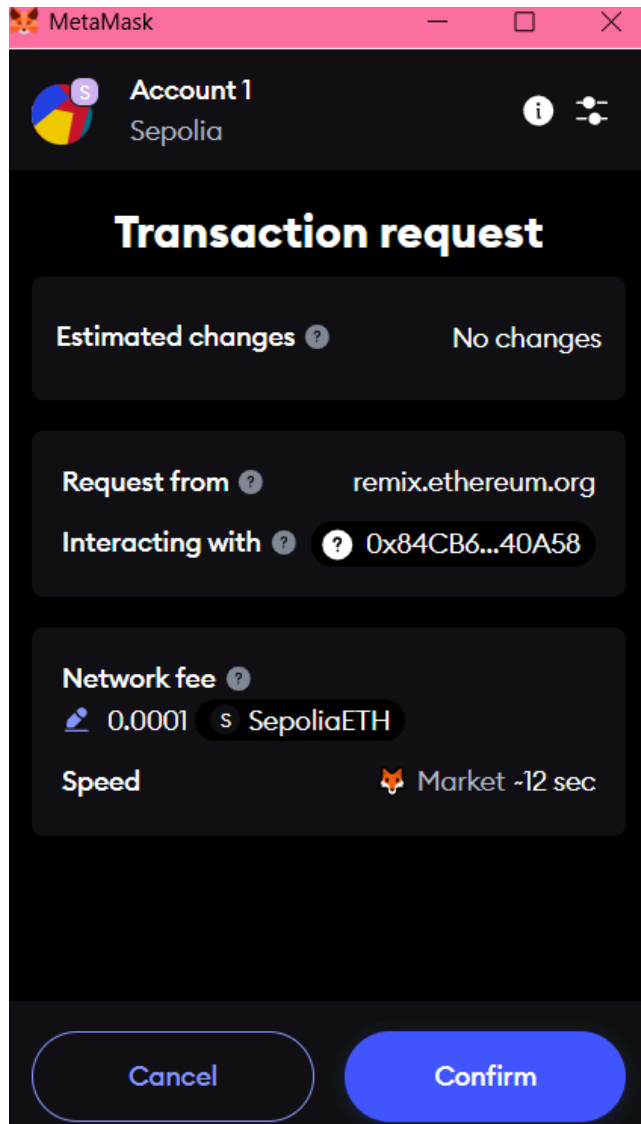 MetaMask
S
Account 1
Sepolia
Transaction request
Estimated changes ? No changes
Request from ? remix.ethereum.org
Interacting with ? ? 0x84CB6...40A58
Network fee ?
0.0001 S SepoliaETH
Speed Market ~12 sec
Cancel Confirm